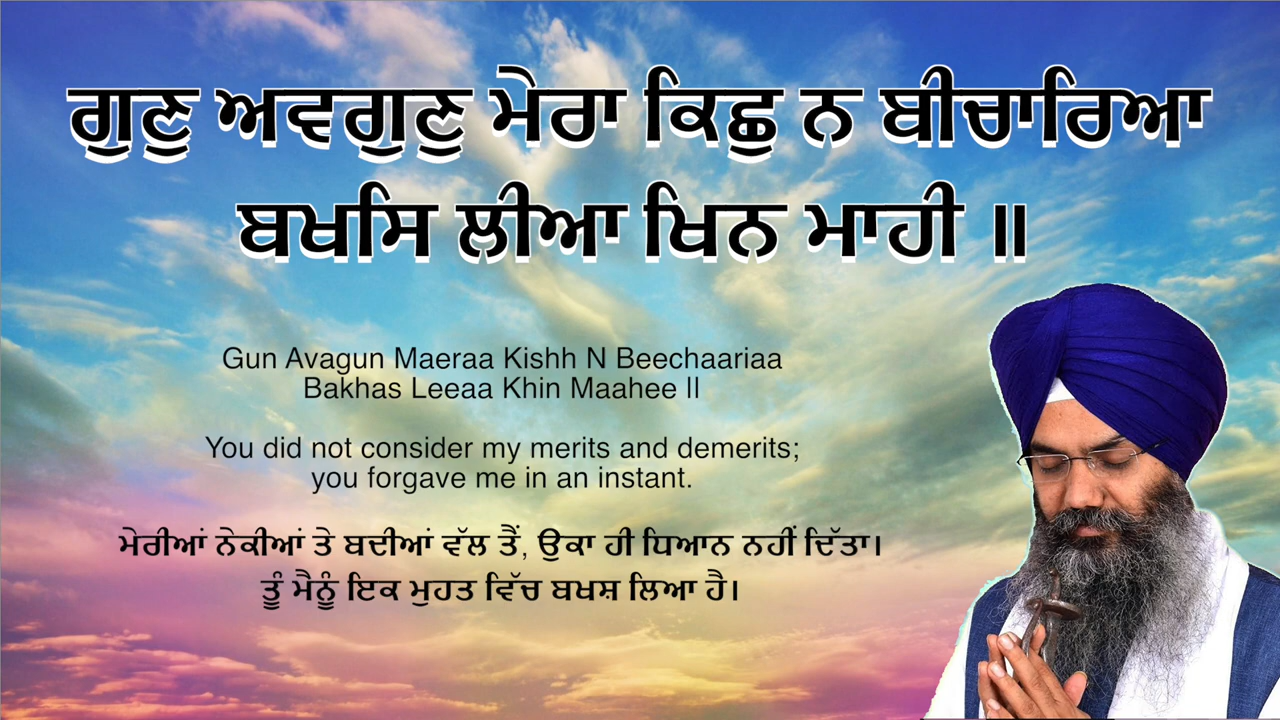 ਗੁਣੁ ਅਵਗੁਣੁ ਮੇਰਾ ਕਿਛੁ ਨ ਬੀਚਾਰਿਆ
ਬਖਸਿ ਲੀਆ ਖਿਨ ਮਾਹੀ ॥
Gun Avagun Maeraa Kishh N Beechaariaa
Bakhas Leeaa Khin Maahee ll
You did not consider my merits and demerits;
you forgave me in an instant.
ਮੇਰੀਆਂ ਨੇਕੀਆਂ ਤੇ ਬਦੀਆਂ ਵੱਲ ਤੈਂ, ਉਕਾ ਹੀ ਧਿਆਨ ਨਹੀਂ ਦਿੱਤਾ।
ਤੂੰ ਮੈਨੂੰ ਇਕ ਮੁਹਤ ਵਿੱਚ ਬਖਸ਼ ਲਿਆ ਹੈ।